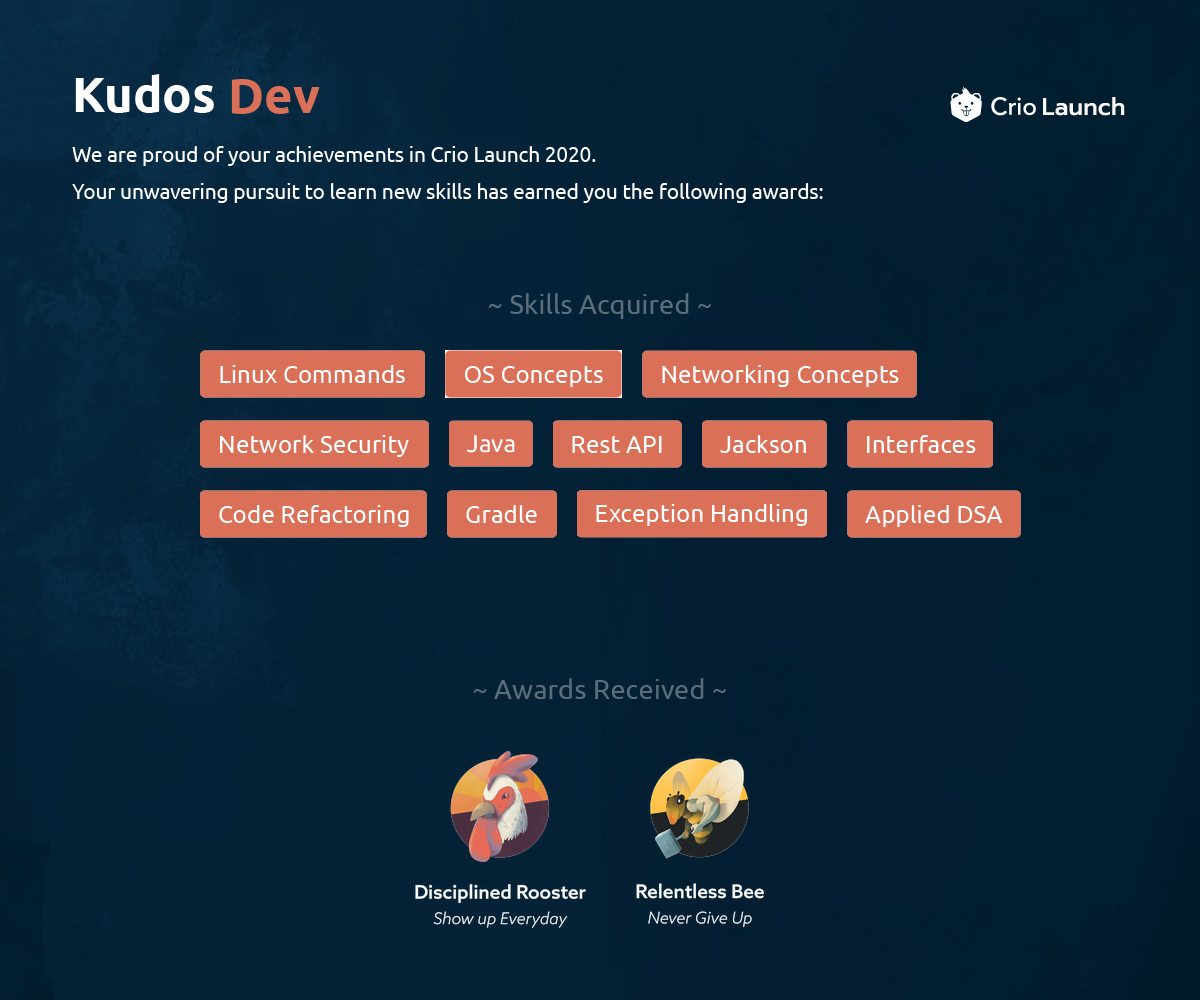 Kudos Dev
Crio Launch
We are proud of your achievements in Crio Launch 2020.
Your unwavering pursuit to learn new skills has earned you the following awards:
~ Skills Acquired ~
Linux Commands OS Concepts Networking Concepts
Network Security Java Rest API Jackson Interfaces
Code Refactoring Gradle Exception Handling Applied DSA
~ Awards Received ~
Disciplined Rooster Relentless Bee
Show up Everyday Never Give Up